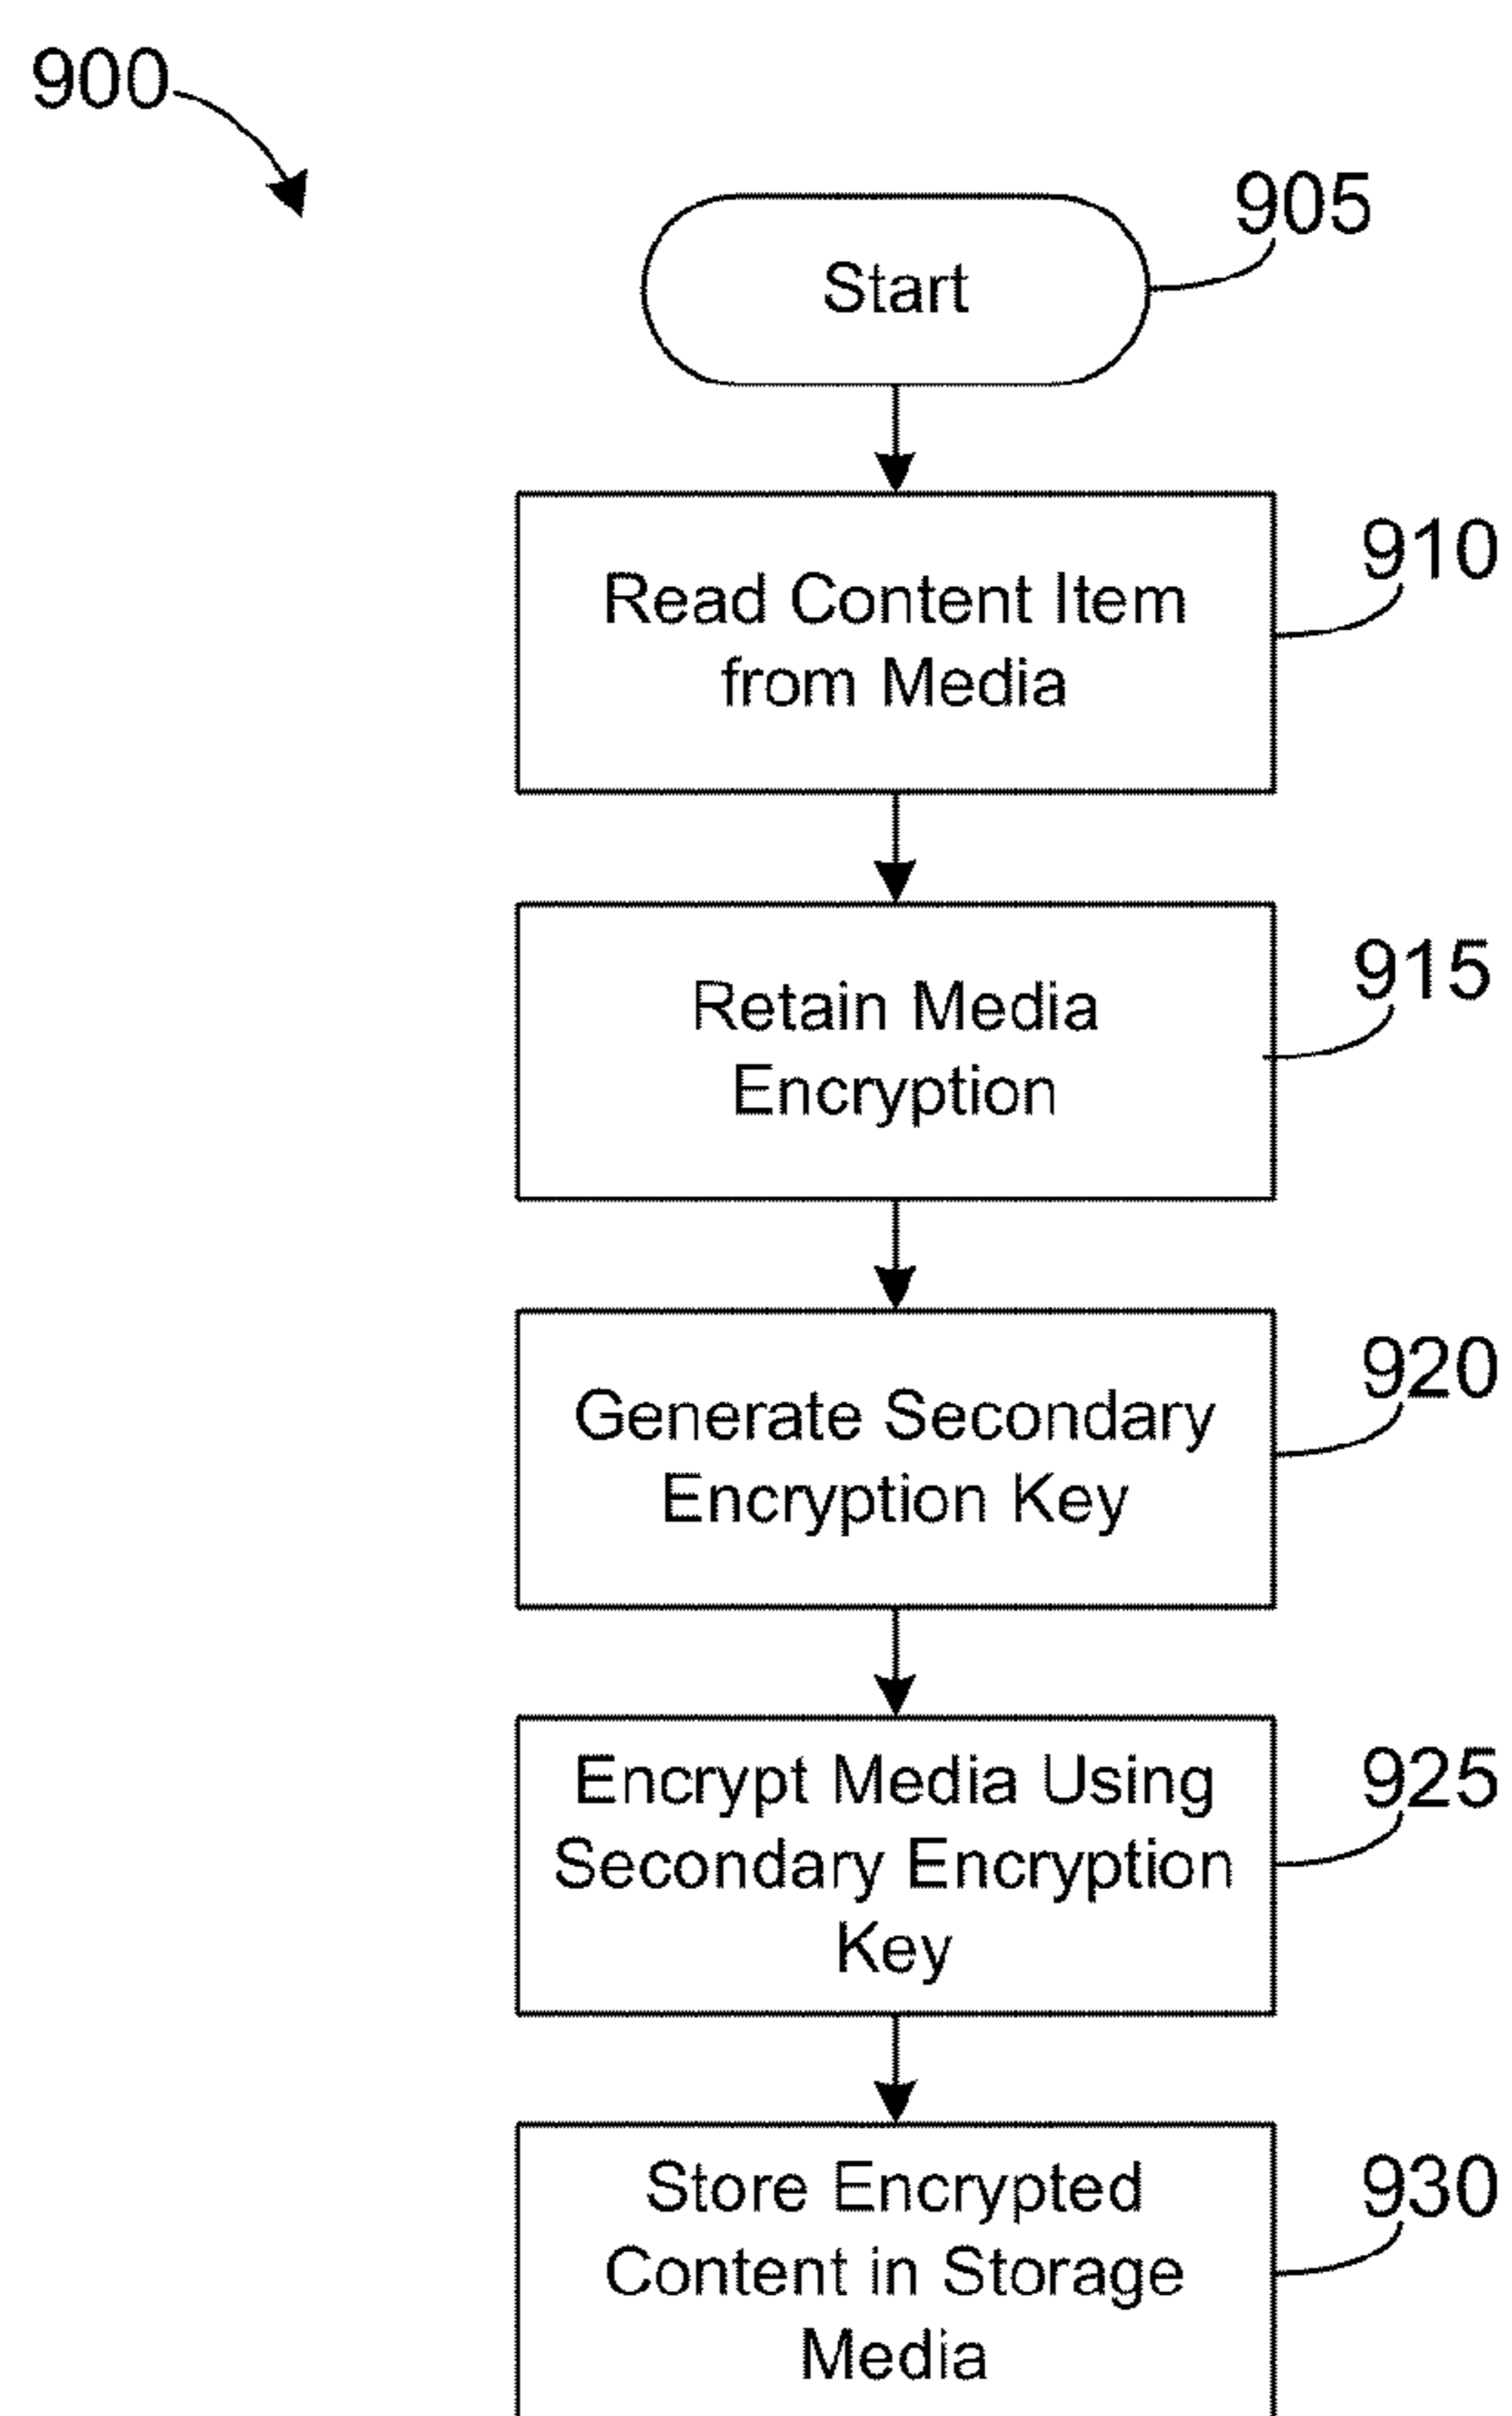 900
905
Start
910
Read Content Item
from Media
915
Retain Media
Encryption
920
Generate Secondary
Encryption Key
925
Encrypt Media Using
Secondary Encryption
Key
930
Store Encrypted
Content in Storage
Media